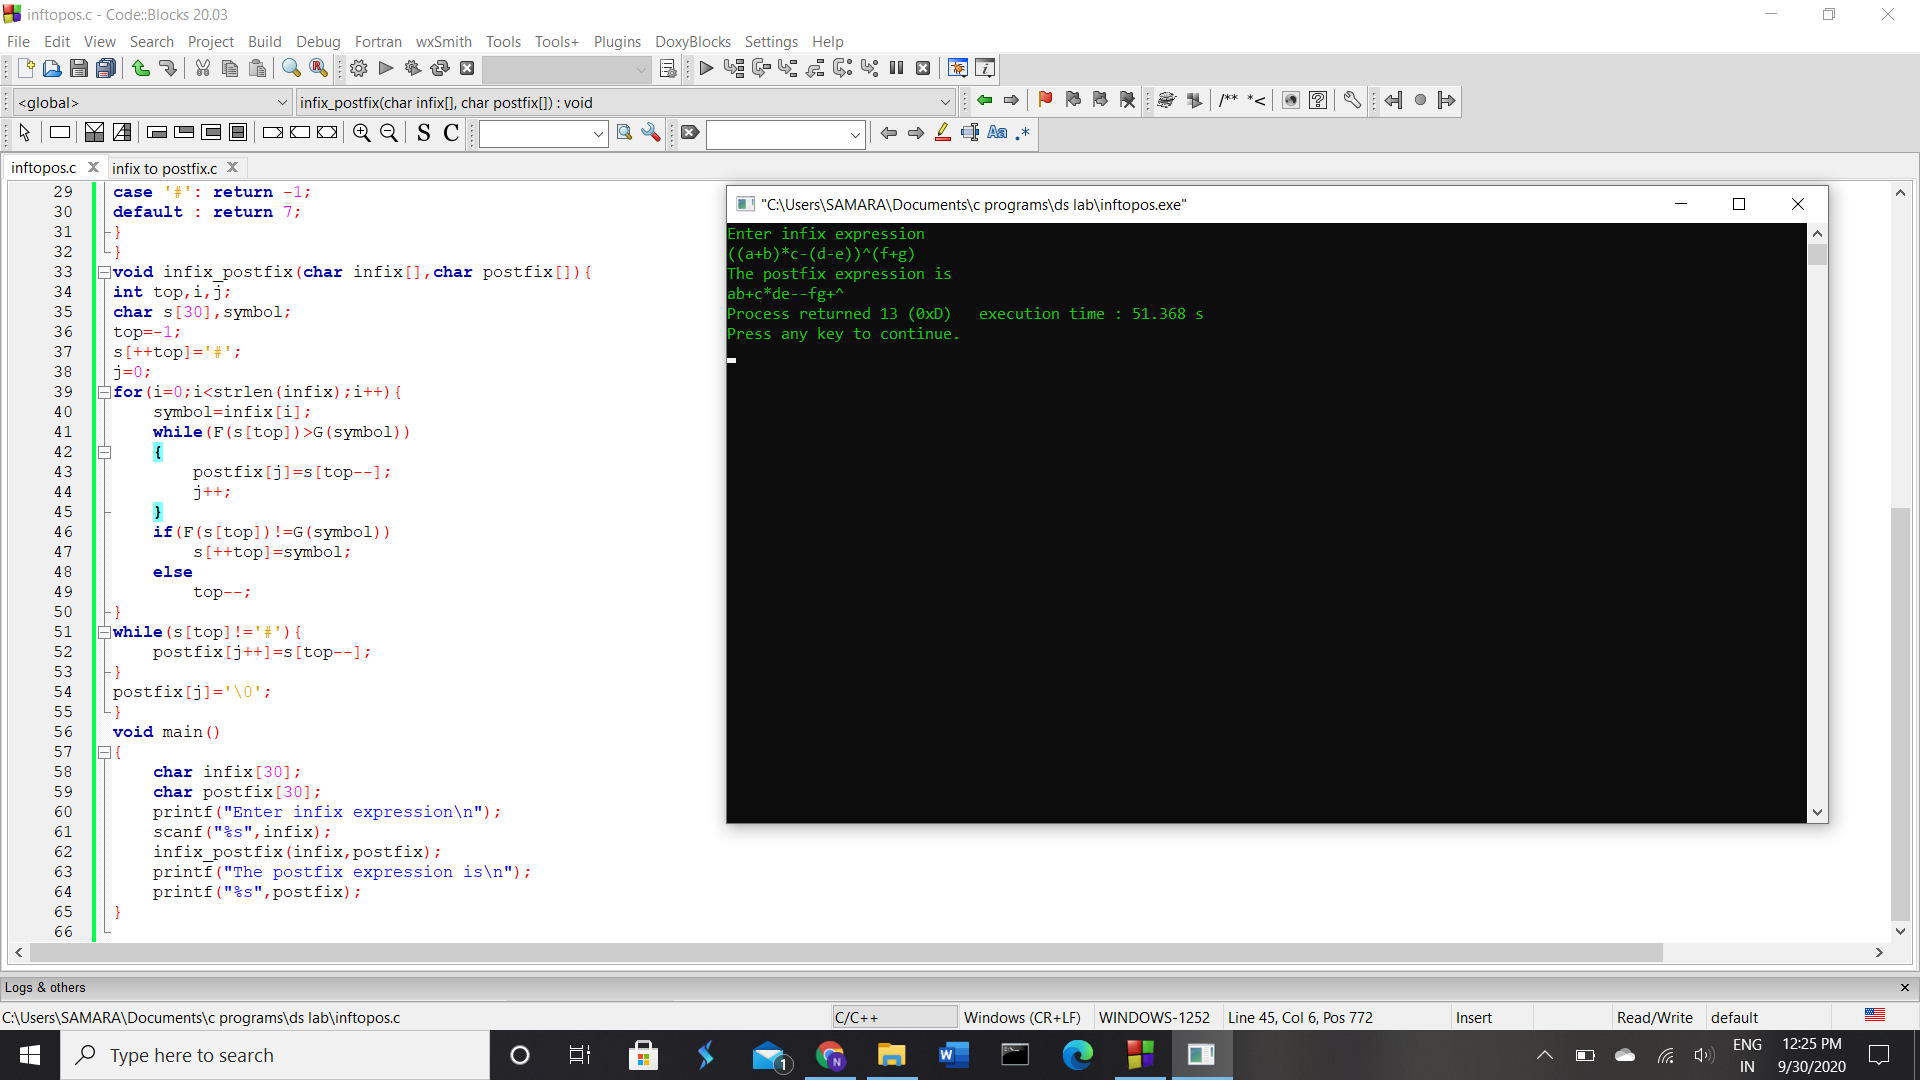 inftopos.c - Code::Blocks 20.03
File Edit View Search Project Build Debug Fortran wxSmith Tools Tools+ Plugins DoxyBlocks Settings Help
<global> infix_postfix(char infix[], char postfix[]) : void
/** *<
S C
Aa .*
inftopos.c infix to postfix.c
29 case '#': return -1;
30 default : return 7;
31 }
32 }
33 void infix_postfix(char infix[],char postfix[]){
34 int top,i,j;
35 char s[30],symbol;
36 top=-1;
37 s[++top]='#';
38 j=0;
39 for(i=0;i<strlen(infix);i++){
40 symbol=infix[i];
41 while(F(s[top])>G(symbol))
42 {
43 postfix[j]=s[top--];
44 j++;
45 }
46 if(F(s[top])!=G(symbol))
47 s[++top]=symbol;
48 else
49 top--;
50 }
51 while(s[top]!='#'){
52 postfix[j++]=s[top--];
53 }
54 postfix[j]='\0';
55 }
56 void main()
57 {
58 char infix[30];
59 char postfix[30];
60 printf("Enter infix expression\n");
61 scanf("%s",infix);
62 infix_postfix(infix,postfix);
63 printf("The postfix expression is\n");
64 printf("%s",postfix);
65 }
66
"C:\Users\SAMARA\Documents\c programs\ds lab\inftopos.exe"
Enter infix expression
((a+b)*c-(d-e))^(f+g)
The postfix expression is
ab+c*de--fg+^
Process returned 13 (0xD) execution time : 51.368 s
Press any key to continue.
Logs & others
C:\Users\SAMARA\Documents\c programs\ds lab\inftopos.c C/C++ Windows (CR+LF) WINDOWS-1252 Line 45, Col 6, Pos 772 Insert Read/Write default
Type here to search
1
N
ENG
IN
12:25 PM
9/30/2020